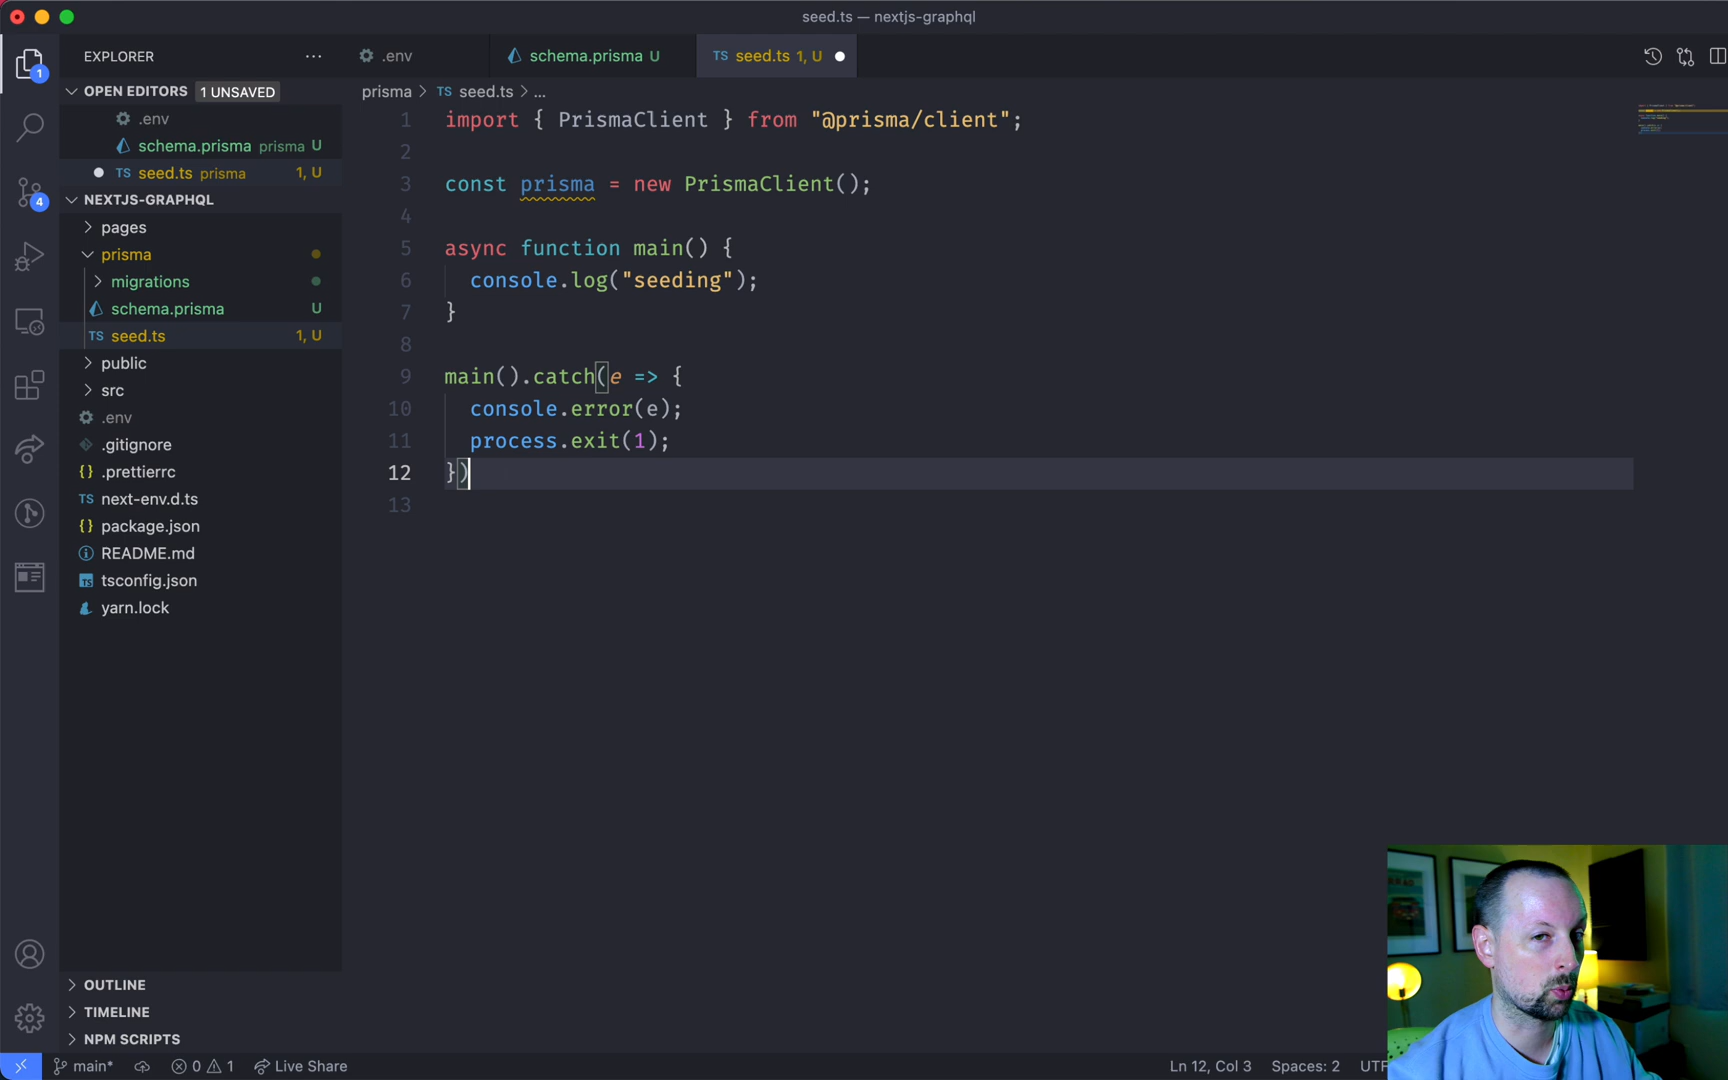 seed.ts — nextjs-graphql
EXPLORER
.env
schema.prisma U
TS seed.ts 1, U
OPEN EDITORS 1 UNSAVED
.env
schema.prisma prisma U
TS seed.ts prisma 1, U
NEXTJS-GRAPHQL
pages
prisma
migrations
schema.prisma U
TS seed.ts 1, U
public
src
.env
.gitignore
{} .prettierrc
TS next-env.d.ts
{} package.json
README.md
TS tsconfig.json
yarn.lock
OUTLINE
TIMELINE
NPM SCRIPTS
1
4
prisma > TS seed.ts > ...
1 import { PrismaClient } from "@prisma/client";
2
3 const prisma = new PrismaClient();
4
5 async function main() {
6 console.log("seeding");
7 }
8
9 main().catch(e => {
10 console.error(e);
11 process.exit(1);
12 })
13
main* 0 1 Live Share
Ln 12, Col 3 Spaces: 2 UTF